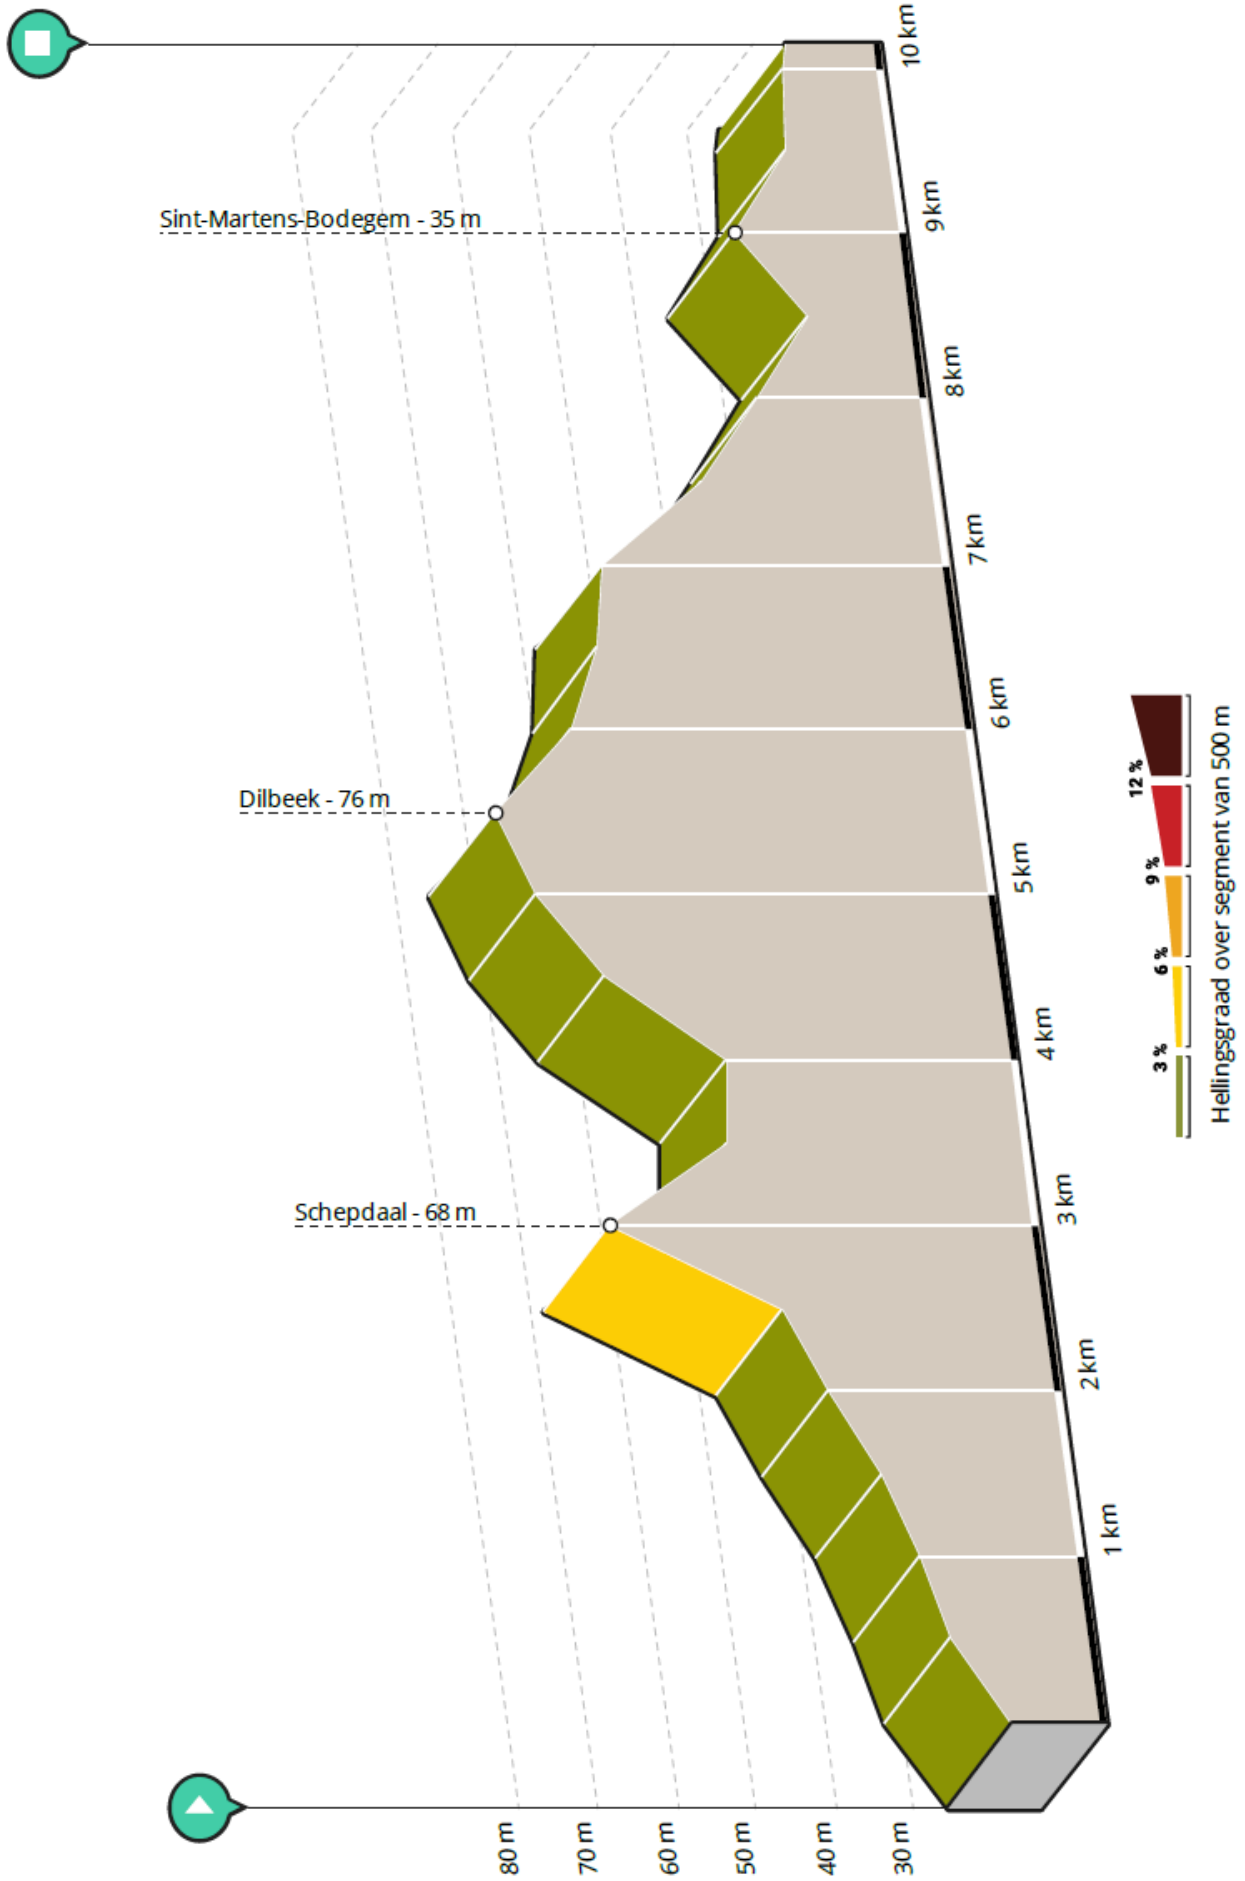 Schepdaal - 68 m
Dilbeek - 76 m
Sint-Martens-Bodegem - 35 m
80 m
70 m
60 m
50 m
40 m
30 m
1 km
2 km
3 km
4 km
5 km
6 km
7 km
8 km
9 km
10 km
3 %
6 %
9 %
12 %
Hellingsgraad over segment van 500 m